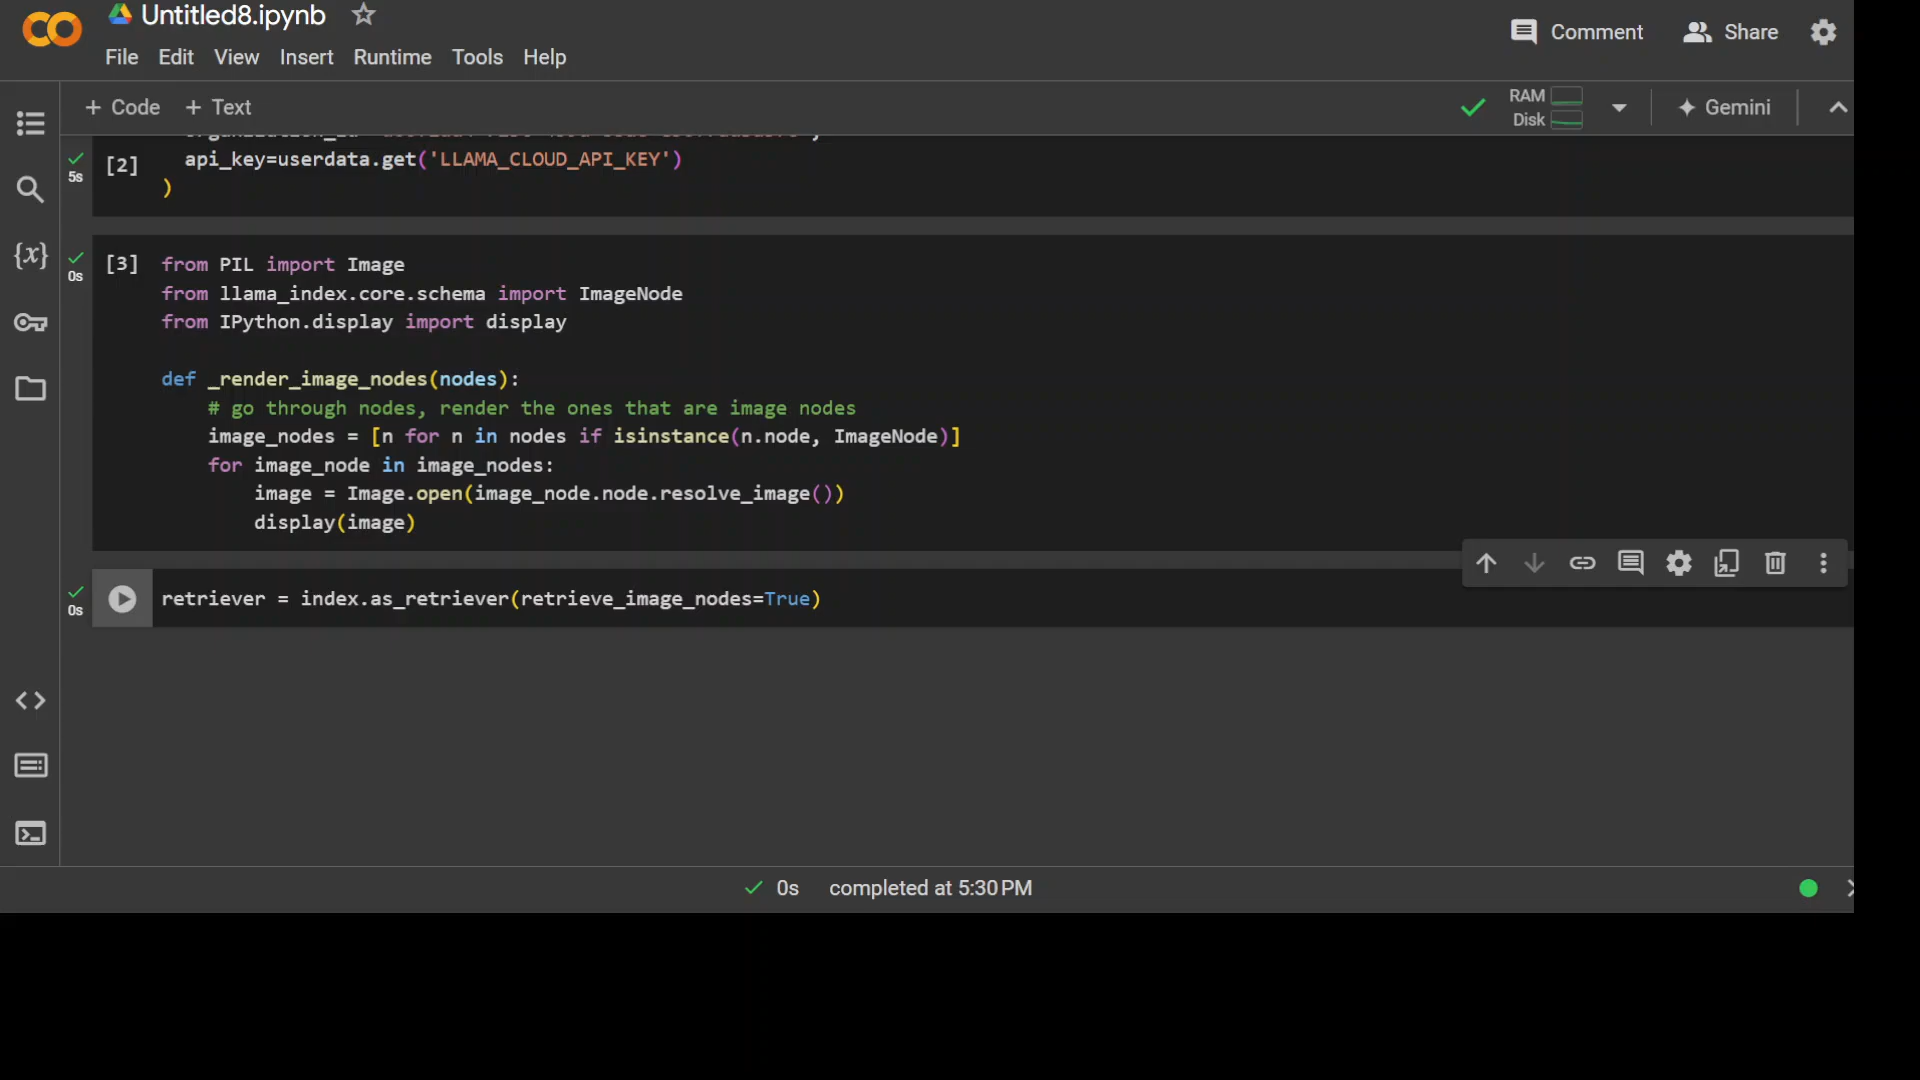 Untitled8.ipynb
File Edit View Insert Runtime Tools Help
Comment Share
+ Code + Text
RAM
Disk
Gemini
5s
[2]
api_key=userdata.get('LLAMA_CLOUD_API_KEY')
)
0s
[3]
from PIL import Image
from llama_index.core.schema import ImageNode
from IPython.display import display
def _render_image_nodes(nodes):
# go through nodes, render the ones that are image nodes
image_nodes = [n for n in nodes if isinstance(n.node, ImageNode)]
for image_node in image_nodes:
image = Image.open(image_node.node.resolve_image())
display(image)
0s
retriever = index.as_retriever(retrieve_image_nodes=True)
0s completed at 5:30 PM